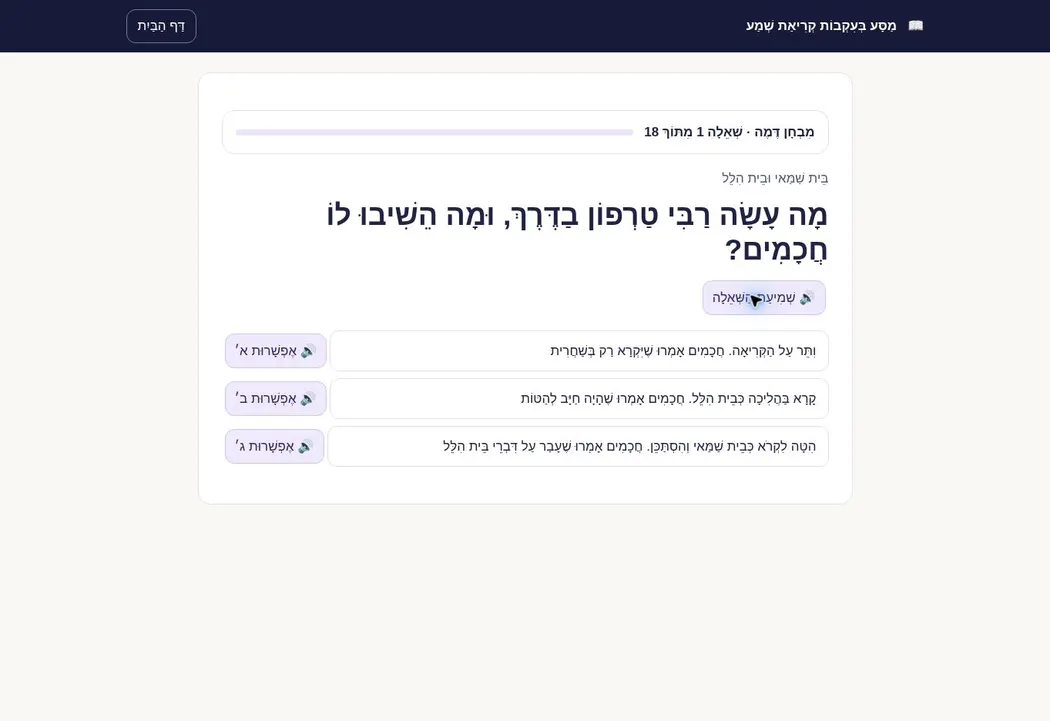 מַסָּע בְּעִקְבוֹת קְרִיאַת שְׁמַע
דַּף הַבַּיִת
מִבְחַן דֶּמֶה · שְׁאֵלָה 1 מִתּוֹךְ 18
בֵּית שַׁמַּאי וּבֵית הִלֵּל
מָה עָשָׂה רַבִּי טַרְפוֹן בַּדֶּרֶךְ, וּמָה הֵשִׁיבוּ לוֹ
חֲכָמִים?
שְׁמִיעַת הַשְּׁאֵלָה
וִתֵּר עַל הַקְּרִיאָה. חֲכָמִים אָמְרוּ שֶׁיִּקְרָא רַק בְּשַׁחֲרִית
אֶפְשָׁרוּת א׳
קָרָא בַּהֲלִיכָה כְּבֵית הִלֵּל. חֲכָמִים אָמְרוּ שֶׁהָיָה חַיָּב לְהַטּוֹת
אֶפְשָׁרוּת ב׳
הִטָּה לִקְרֹא כְּבֵית שַׁמַּאי וְהִסְתַּכֵּן. חֲכָמִים אָמְרוּ שֶׁעָבַר עַל דִּבְרֵי בֵּית הִלֵּל
אֶפְשָׁרוּת ג׳